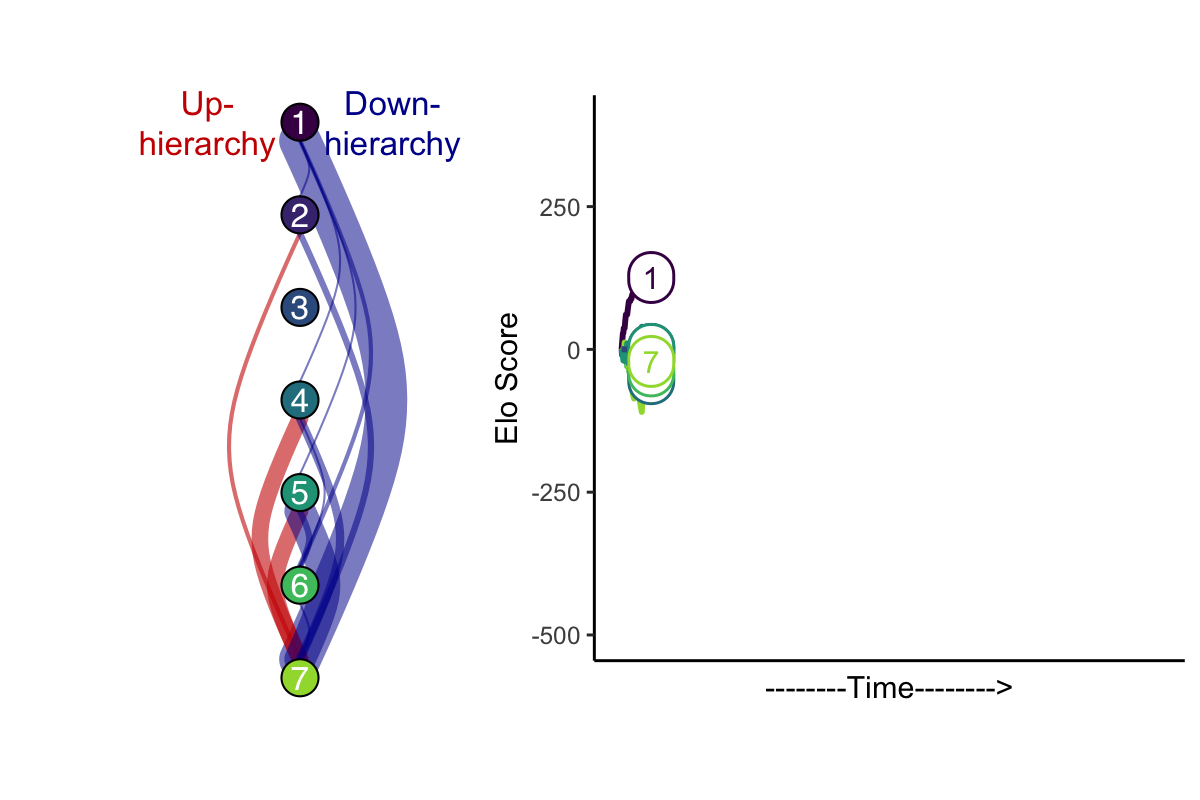 Up-
hierarchy
Down-
hierarchy
1
2
3
4
5
6
7
Elo Score
250
0
-250
-500
1
7
--------Time-------->